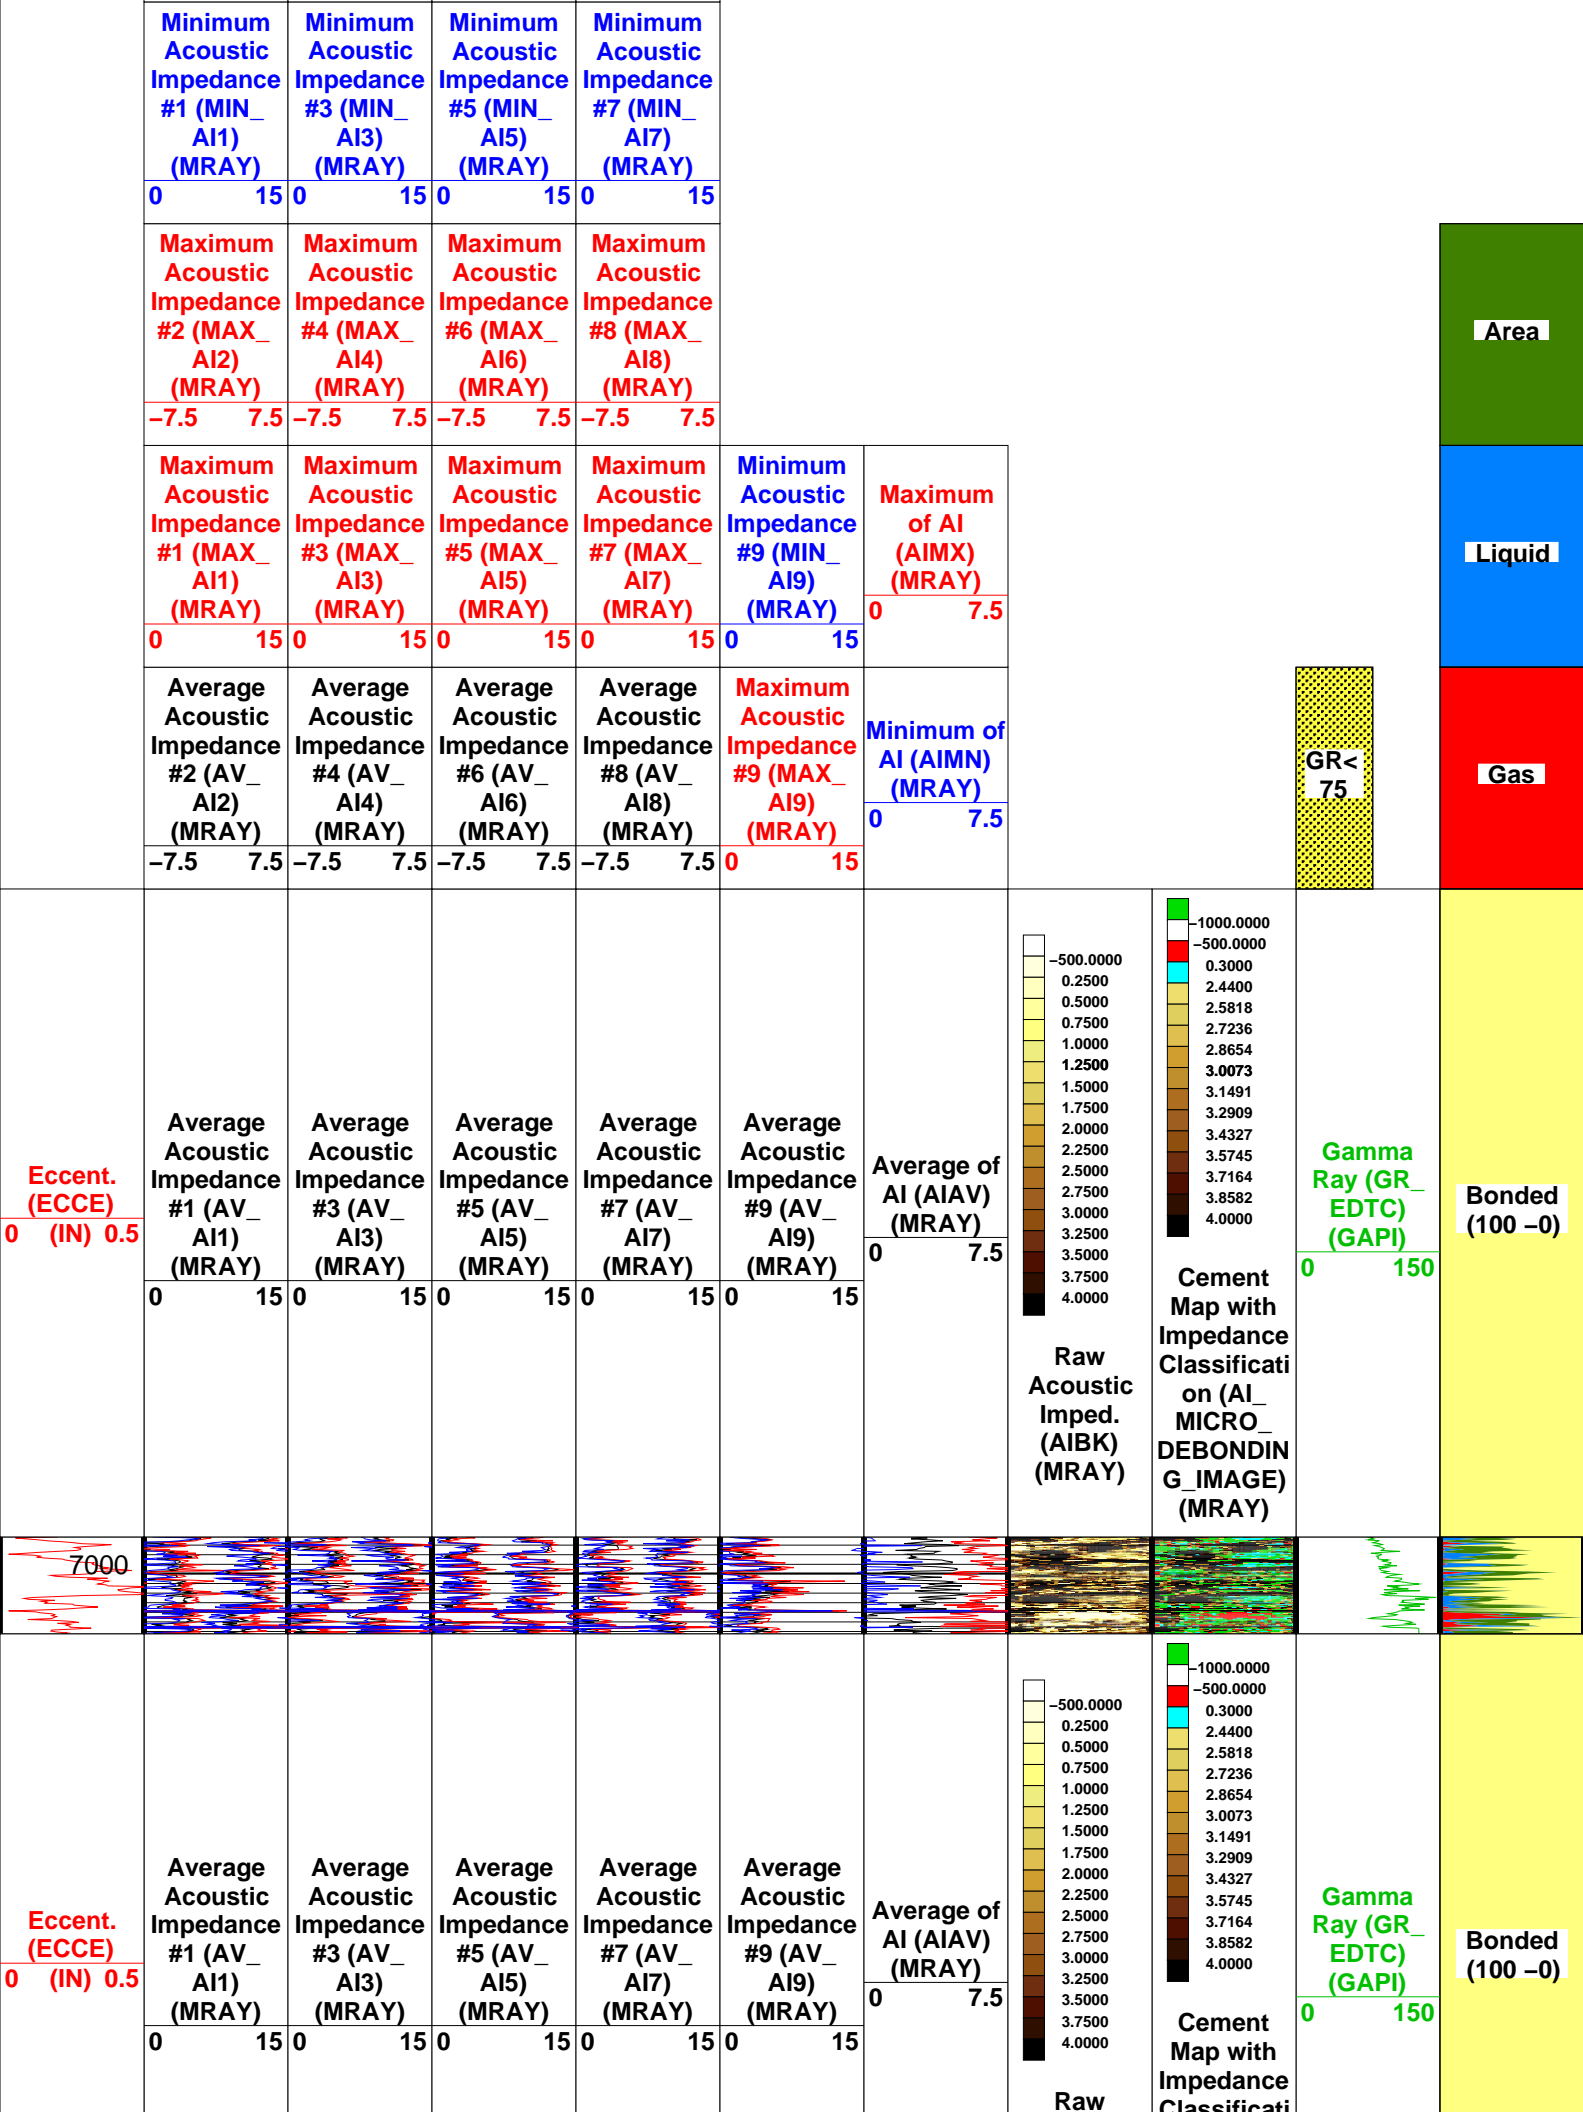 Minimum
Acoustic
Impedance
#1 (MIN_
AI1)
(MRAY)
0 15
Minimum
Acoustic
Impedance
#3 (MIN_
AI3)
(MRAY)
0 15
Minimum
Acoustic
Impedance
#5 (MIN_
AI5)
(MRAY)
0 15
Minimum
Acoustic
Impedance
#7 (MIN_
AI7)
(MRAY)
0 15
Maximum
Acoustic
Impedance
#2 (MAX_
AI2)
(MRAY)
–7.5 7.5
Maximum
Acoustic
Impedance
#4 (MAX_
AI4)
(MRAY)
–7.5 7.5
Maximum
Acoustic
Impedance
#6 (MAX_
AI6)
(MRAY)
–7.5 7.5
Maximum
Acoustic
Impedance
#8 (MAX_
AI8)
(MRAY)
–7.5 7.5
Area
Maximum
Acoustic
Impedance
#1 (MAX_
AI1)
(MRAY)
0 15
Maximum
Acoustic
Impedance
#3 (MAX_
AI3)
(MRAY)
0 15
Maximum
Acoustic
Impedance
#5 (MAX_
AI5)
(MRAY)
0 15
Maximum
Acoustic
Impedance
#7 (MAX_
AI7)
(MRAY)
0 15
Minimum
Acoustic
Impedance
#9 (MIN_
AI9)
(MRAY)
0 15
Maximum
of AI
(AIMX)
(MRAY)
0 7.5
Liquid
Average
Acoustic
Impedance
#2 (AV_
AI2)
(MRAY)
–7.5 7.5
Average
Acoustic
Impedance
#4 (AV_
AI4)
(MRAY)
–7.5 7.5
Average
Acoustic
Impedance
#6 (AV_
AI6)
(MRAY)
–7.5 7.5
Average
Acoustic
Impedance
#8 (AV_
AI8)
(MRAY)
–7.5 7.5
Maximum
Acoustic
Impedance
#9 (MAX_
AI9)
(MRAY)
0 15
Minimum of
AI (AIMN)
(MRAY)
0 7.5
GR<
75
Gas
Eccent.
(ECCE)
0 (IN) 0.5
Average
Acoustic
Impedance
#1 (AV_
AI1)
(MRAY)
0 15
Average
Acoustic
Impedance
#3 (AV_
AI3)
(MRAY)
0 15
Average
Acoustic
Impedance
#5 (AV_
AI5)
(MRAY)
0 15
Average
Acoustic
Impedance
#7 (AV_
AI7)
(MRAY)
0 15
Average
Acoustic
Impedance
#9 (AV_
AI9)
(MRAY)
0 15
Average of
AI (AIAV)
(MRAY)
0 7.5
–500.0000
0.2500
0.5000
0.7500
1.0000
1.2500
1.5000
1.7500
2.0000
2.2500
2.5000
2.7500
3.0000
3.2500
3.5000
3.7500
4.0000
Raw
Acoustic
Imped.
(AIBK)
(MRAY)
–1000.0000
–500.0000
0.3000
2.4400
2.5818
2.7236
2.8654
3.0073
3.1491
3.2909
3.4327
3.5745
3.7164
3.8582
4.0000
Cement
Map with
Impedance
Classificati
on (AI_
MICRO_
DEBONDIN
G_IMAGE)
(MRAY)
Gamma
Ray (GR_
EDTC)
(GAPI)
0 150
Bonded
(100 –0)
7000
Eccent.
(ECCE)
0 (IN) 0.5
Average
Acoustic
Impedance
#1 (AV_
AI1)
(MRAY)
0 15
Average
Acoustic
Impedance
#3 (AV_
AI3)
(MRAY)
0 15
Average
Acoustic
Impedance
#5 (AV_
AI5)
(MRAY)
0 15
Average
Acoustic
Impedance
#7 (AV_
AI7)
(MRAY)
0 15
Average
Acoustic
Impedance
#9 (AV_
AI9)
(MRAY)
0 15
Average of
AI (AIAV)
(MRAY)
0 7.5
–500.0000
0.2500
0.5000
0.7500
1.0000
1.2500
1.5000
1.7500
2.0000
2.2500
2.5000
2.7500
3.0000
3.2500
3.5000
3.7500
4.0000
Raw
–1000.0000
–500.0000
0.3000
2.4400
2.5818
2.7236
2.8654
3.0073
3.1491
3.2909
3.4327
3.5745
3.7164
3.8582
4.0000
Cement
Map with
Impedance
Classificati
Gamma
Ray (GR_
EDTC)
(GAPI)
0 150
Bonded
(100 –0)